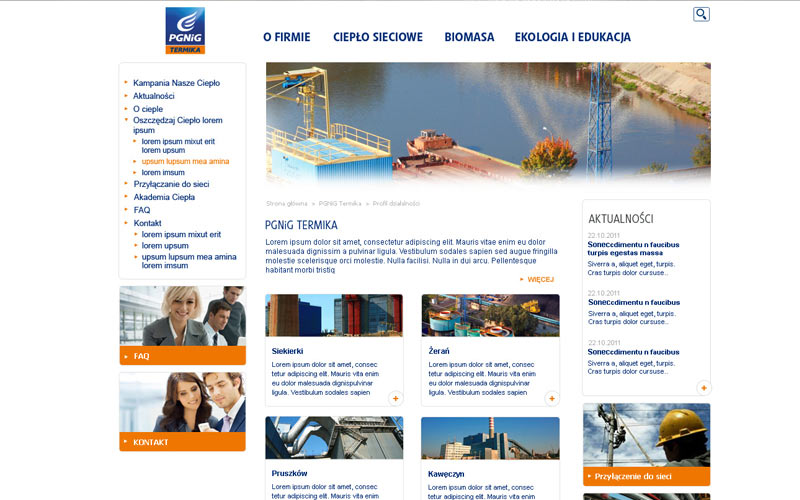 PGNiG
TERMIKA
O FIRMIE
CIEPŁO SIECIOWE
BIOMASA
EKOLOGIA I EDUKACJA
Kampania Nasze Ciepło
Aktualności
O cieple
Oszczędzaj Ciepło lorem
ipsum
lorem ipsum mixut erit
lorem upsum
upsum lupsum mea amina
lorem imsum
Przyłączanie do sieci
Akademia Ciepła
FAQ
Kontakt
lorem ipsum mixut erit
lorem upsum
upsum lupsum mea amina
lorem imsum
FAQ
KONTAKT
Strona główna » PGNiG Termika » Profil działalności
PGNiG TERMIKA
Lorem ipsum dolor sit amet, consectetur adipiscing elit. Mauris vitae enim eu dolor
malesuada dignissim a pulvinar ligula. Vestibulum sodales sapien sed augue fringilla
molestie scelerisque orci molestie. Nulla facilisi. Nulla in dui arcu. Pellentesque
habitant morbi tristiq
WIĘCEJ
Siekierki
Lorem ipsum dolor sit amet, consec
tetur adipiscing elit. Mauris vita enim
eu dolor malesuada dignispulvinar
ligula. Vestibulum sodales sapien
Żerań
Lorem ipsum dolor sit amet, consec
tetur adipiscing elit. Mauris vita enim
eu dolor malesuada dignispulvinar
ligula. Vestibulum sodales sapien
Pruszków
Lorem ipsum dolor sit amet, consec
tetur adipiscing elit. Mauris vita enim
Kawęczyn
Lorem ipsum dolor sit amet, consec
tetur adipiscing elit. Mauris vita enim
AKTUALNOŚCI
22.10.2011
Soneccdimentu n faucibus
turpis egestas massa
Siverra a, aliquet eget, turpis.
Cras turpis dolor cursuse...
22.10.2011
Soneccdimentu n faucibus
Siverra a, aliquet eget, turpis.
Cras turpis dolor cursuse...
22.10.2011
Soneccdimentu n faucibus
Siverra a, aliquet eget, turpis.
Cras turpis dolor cursuse...
Przyłączenie do sieci